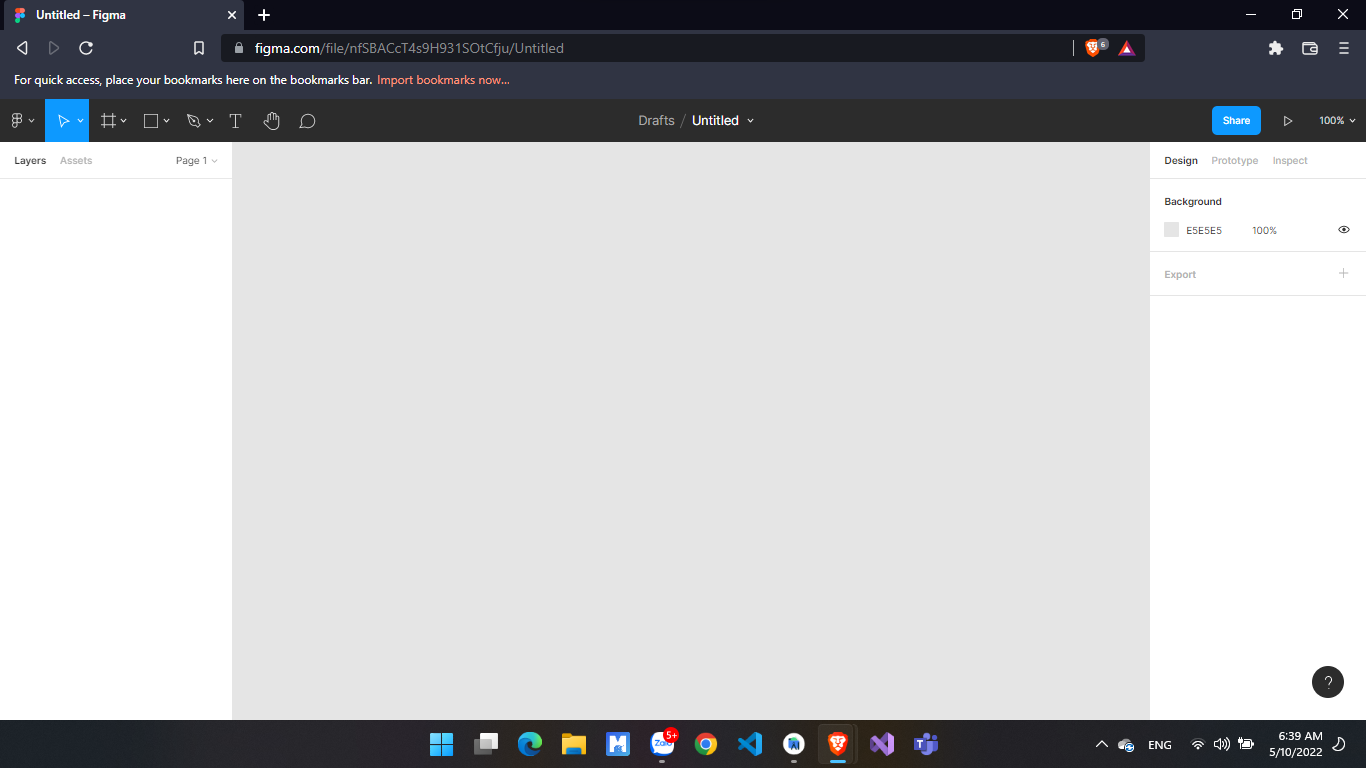 Untitled – Figma
figma.com/file/nfSBACcT4s9H931SOtCfju/Untitled
6
For quick access, place your bookmarks here on the bookmarks bar. Import bookmarks now...
Drafts / Untitled
Share
100%
Layers Assets Page 1
Design Prototype Inspect
Background
E5E5E5 100%
Export
?
Zalo
5+
AI
ENG
6:39 AM
5/10/2022